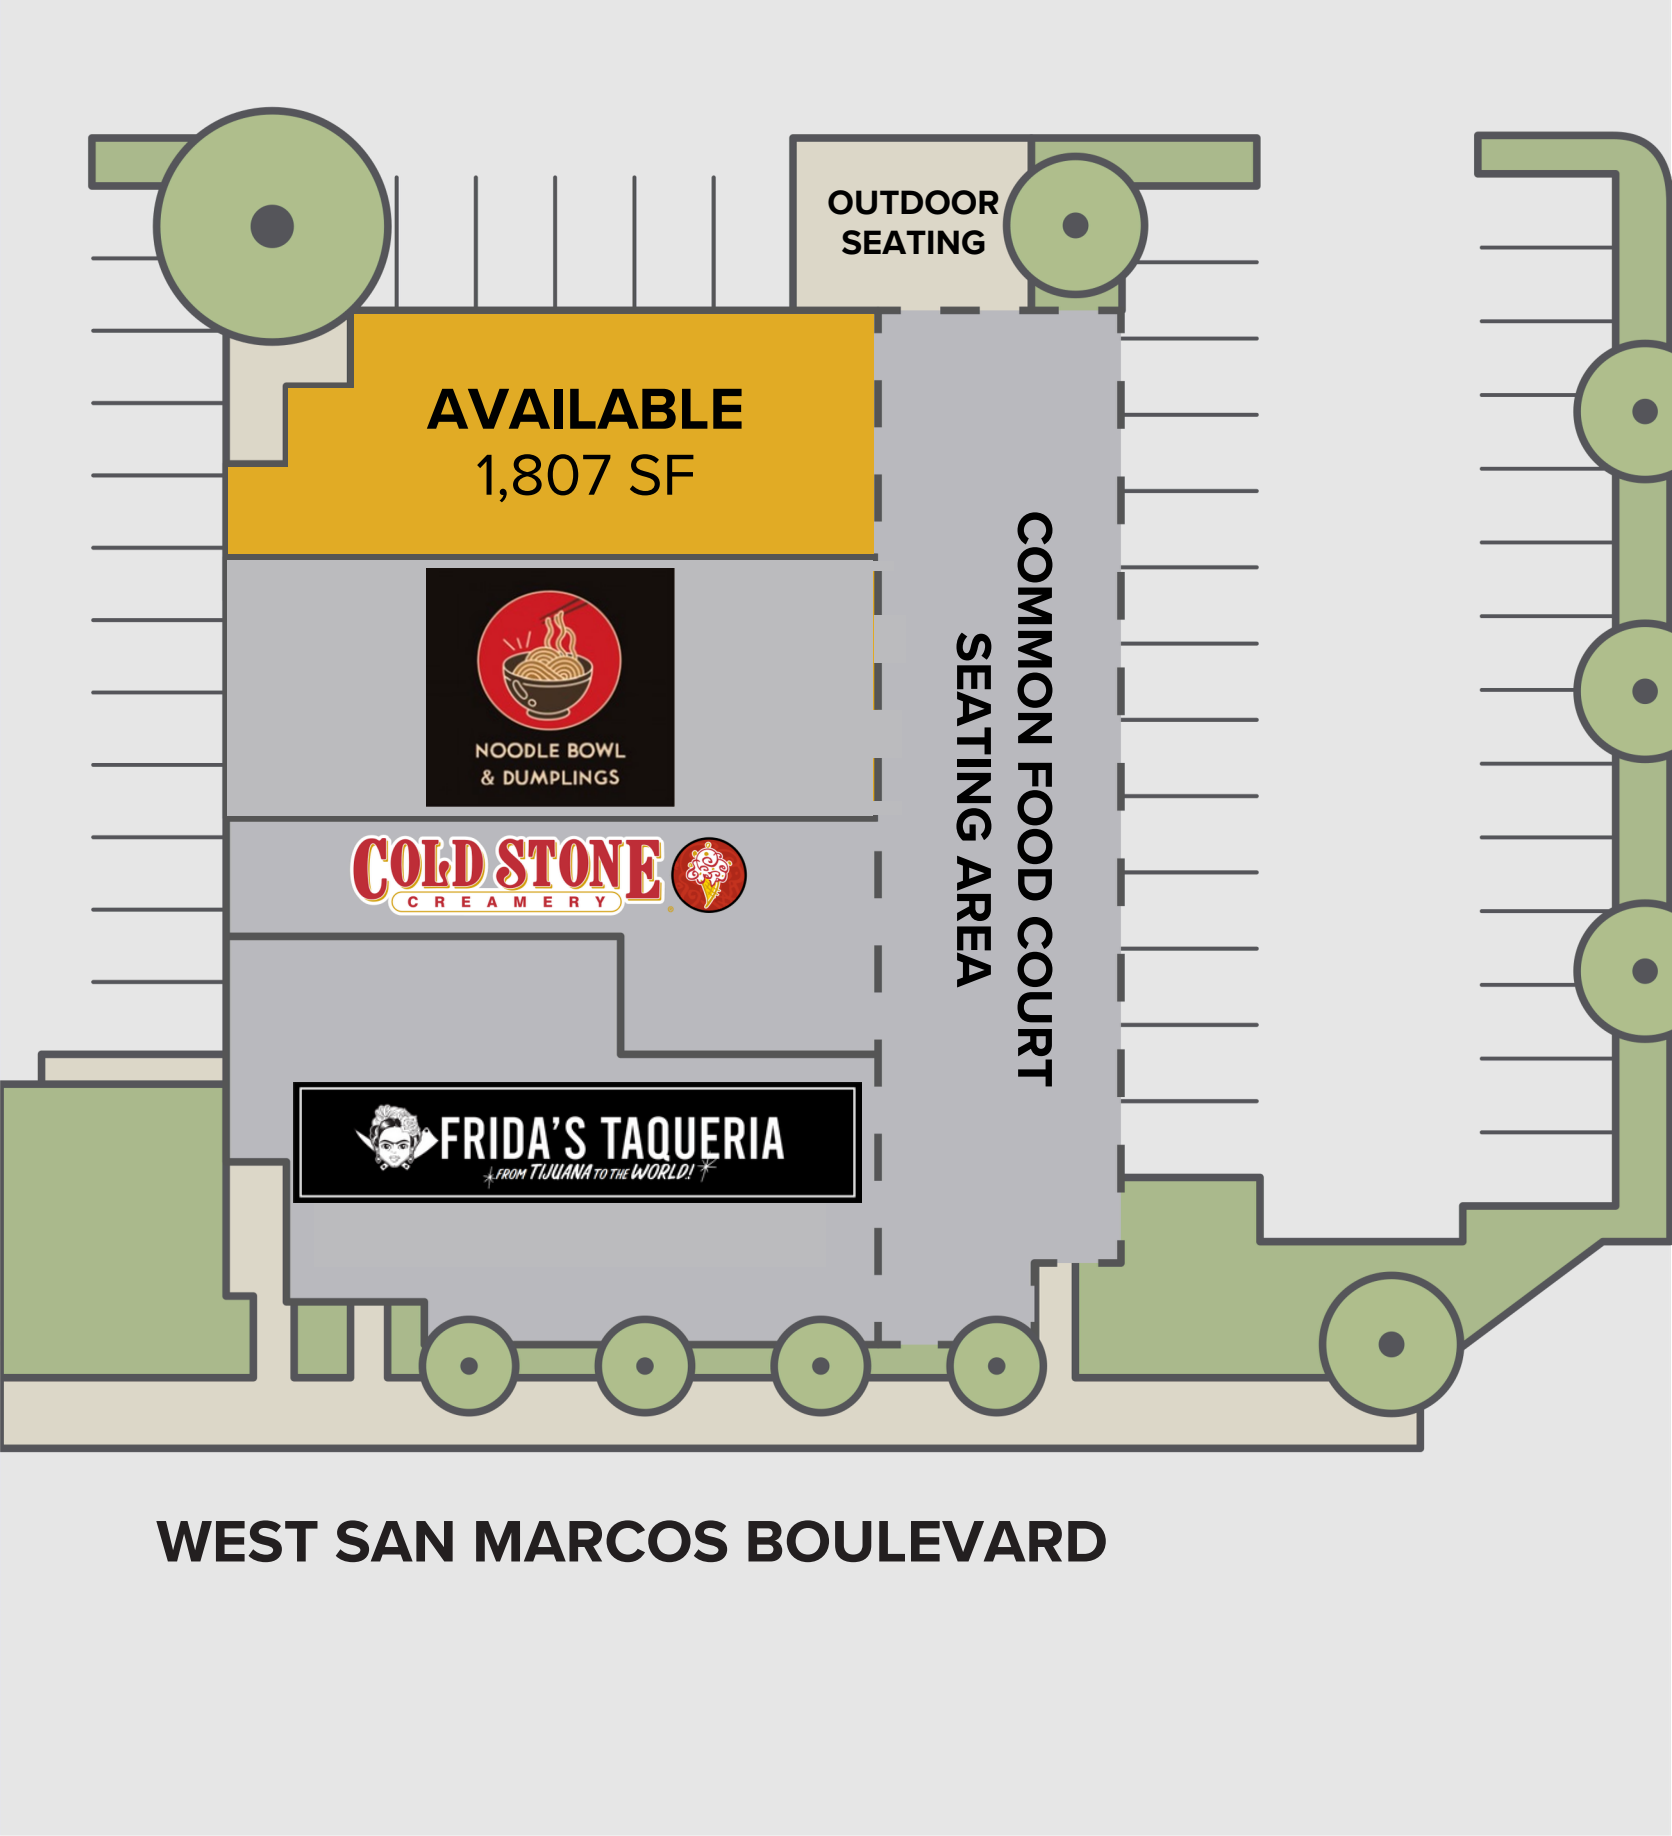 OUTDOOR
SEATING
AVAILABLE
1,807 SF
COMMON FOOD COURT
SEATING AREA
NOODLE BOWL
& DUMPLINGS
COLD STONE
CREAMERY
FRIDA'S TAQUERIA
FROM TIJUANA TO THE WORLD!
WEST SAN MARCOS BOULEVARD